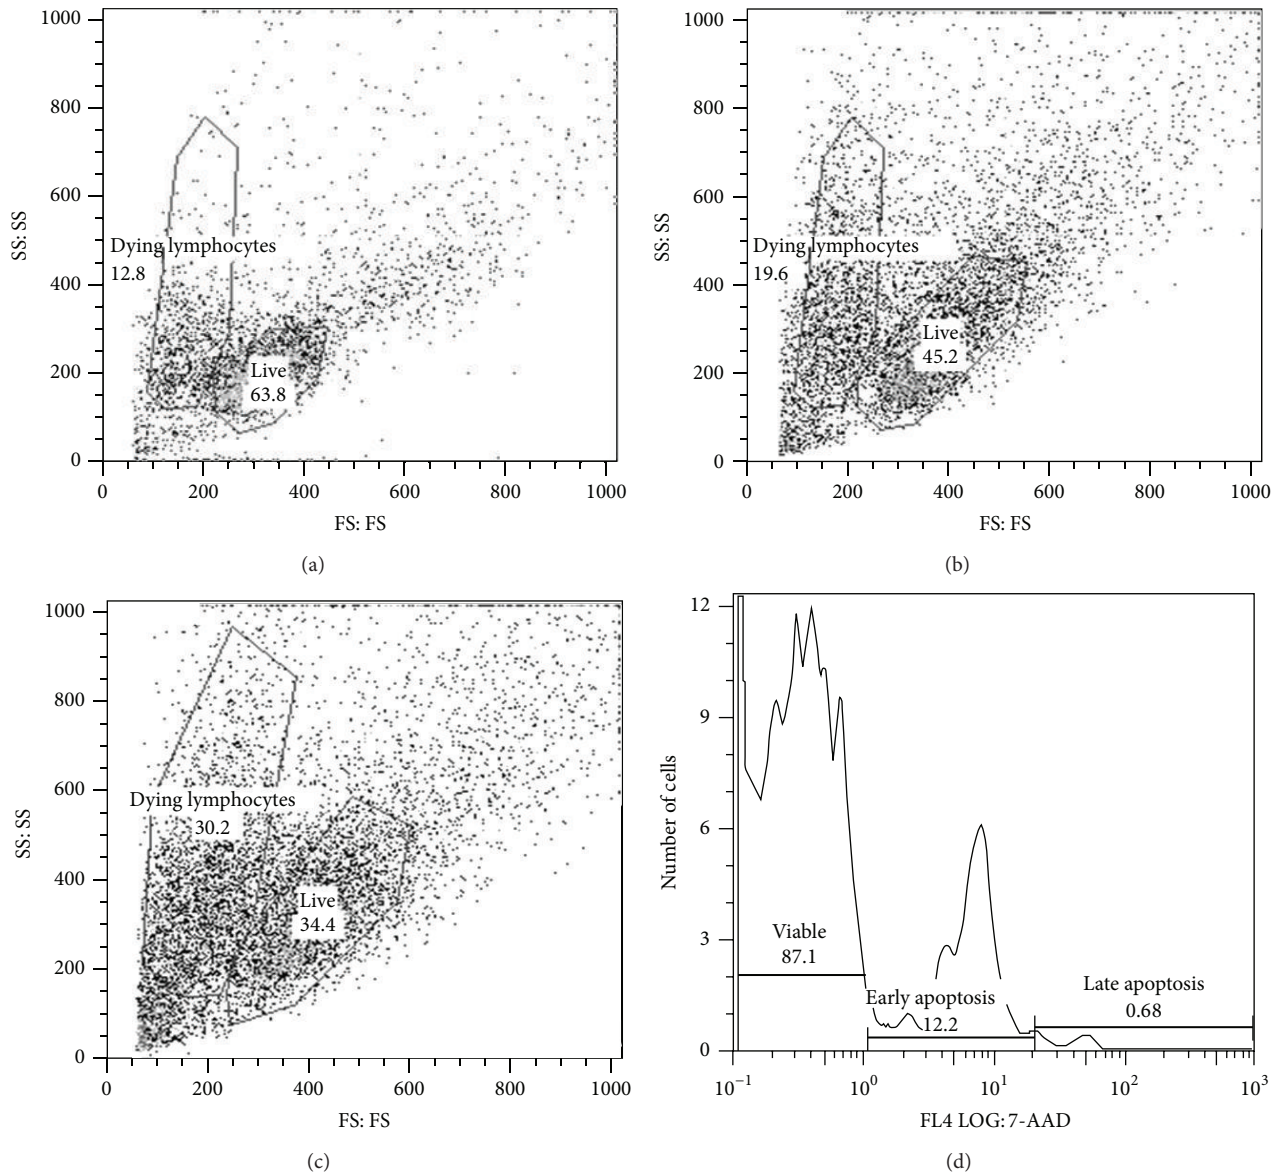 1000
800
600
400
200
0
SS: SS
Dying lymphocytes
12.8
Live
63.8
0 200 400 600 800 1000
FS: FS
(a)
1000
800
600
400
200
0
SS: SS
Dying lymphocytes
19.6
Live
45.2
0 200 400 600 800 1000
FS: FS
(b)
1000
800
600
400
200
0
SS: SS
Dying lymphocytes
30.2
Live
34.4
0 200 400 600 800 1000
FS: FS
(c)
12
9
6
3
0
Number of cells
Viable
87.1
Early apoptosis
12.2
Late apoptosis
0.68
10⁻¹ 10⁰ 10¹ 10² 10³
FL4 LOG: 7-AAD
(d)